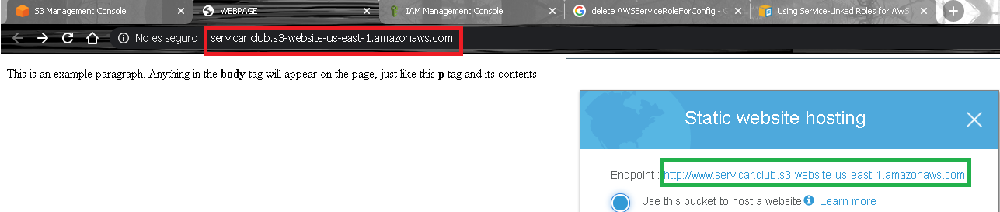 S3 Management Console
WEBPAGE
IAM Management Console
delete AWSServiceRoleForConfig - G
Using Service-Linked Roles for AWS
No es seguro servicar.club.s3-website-us-east-1.amazonaws.com
This is an example paragraph. Anything in the body tag will appear on the page, just like this p tag and its contents.
Static website hosting
Endpoint : http://www.servicar.club.s3-website-us-east-1.amazonaws.com
Use this bucket to host a website Learn more